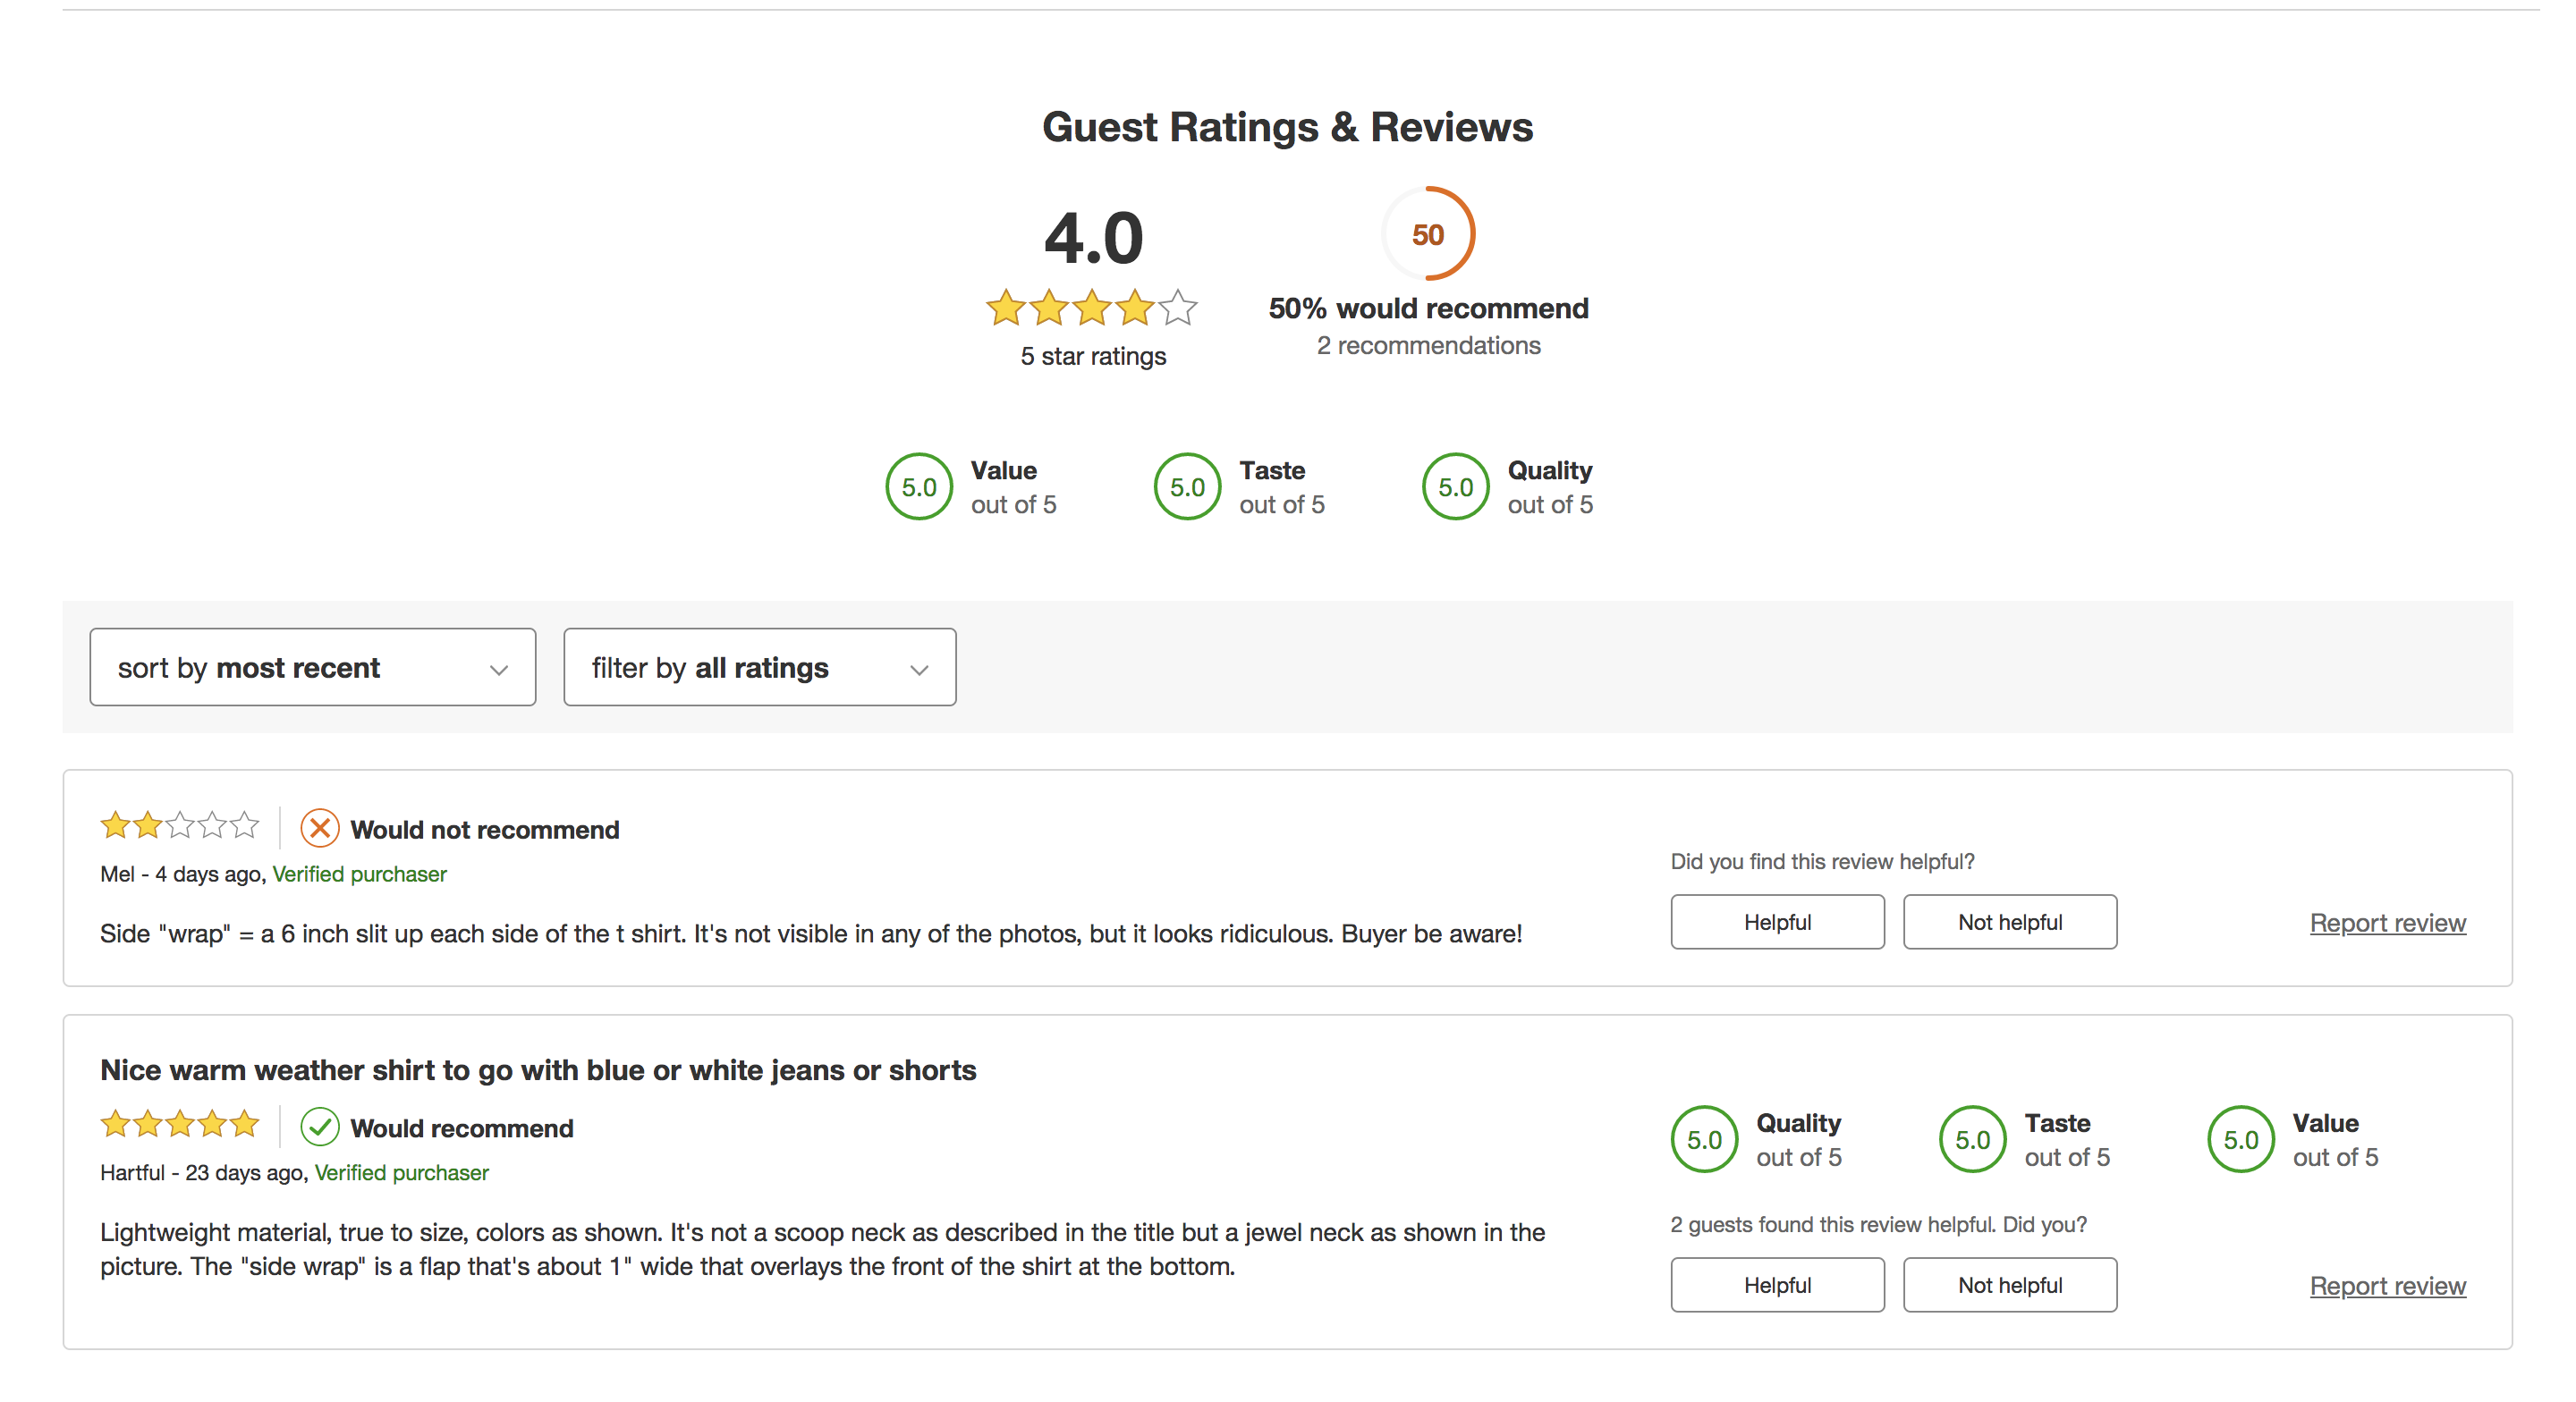 Guest Ratings & Reviews
4.0
5 star ratings
50
50% would recommend
2 recommendations
5.0
Value
out of 5
5.0
Taste
out of 5
5.0
Quality
out of 5
sort by most recent
filter by all ratings
Would not recommend
Mel - 4 days ago, Verified purchaser
Side "wrap" = a 6 inch slit up each side of the t shirt. It's not visible in any of the photos, but it looks ridiculous. Buyer be aware!
Did you find this review helpful?
Helpful
Not helpful
Report review
Nice warm weather shirt to go with blue or white jeans or shorts
Would recommend
Hartful - 23 days ago, Verified purchaser
Lightweight material, true to size, colors as shown. It's not a scoop neck as described in the title but a jewel neck as shown in the
picture. The "side wrap" is a flap that's about 1" wide that overlays the front of the shirt at the bottom.
5.0
Quality
out of 5
5.0
Taste
out of 5
5.0
Value
out of 5
2 guests found this review helpful. Did you?
Helpful
Not helpful
Report review